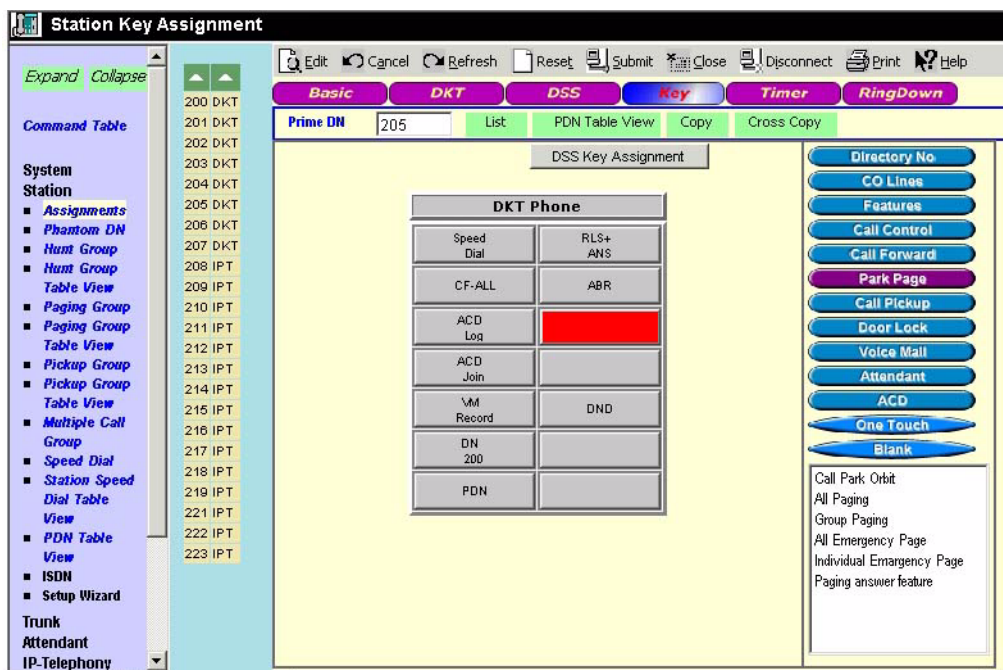 Station Key Assignment
Expand Collapse
Command Table
System
Station
Assignments
Phantom DN
Hunt Group
Hunt Group
Table View
Paging Group
Paging Group
Table View
Pickup Group
Pickup Group
Table View
Multiple Call
Group
Speed Dial
Station Speed
Dial Table
View
PDN Table
View
ISDN
Setup Wizard
Trunk
Attendant
IP-Telephony
200 DKT
201 DKT
202 DKT
203 DKT
204 DKT
205 DKT
206 DKT
207 DKT
208 IPT
209 IPT
210 IPT
211 IPT
212 IPT
213 IPT
214 IPT
215 IPT
216 IPT
217 IPT
218 IPT
219 IPT
221 IPT
222 IPT
223 IPT
Edit Cancel Refresh Reset Submit Close Disconnect Print Help
Basic DKT DSS Key Timer RingDown
Prime DN 205 List PDN Table View Copy Cross Copy
DSS Key Assignment
DKT Phone
Speed
Dial
RLS+
ANS
CF-ALL
ABR
ACD
Log
ACD
Join
VM
Record
DND
DN
200
PDN
Directory No
CO Lines
Features
Call Control
Call Forward
Park Page
Call Pickup
Door Lock
Voice Mail
Attendant
ACD
One Touch
Blank
Call Park Orbit
All Paging
Group Paging
All Emergency Page
Individual Emargency Page
Paging answer feature